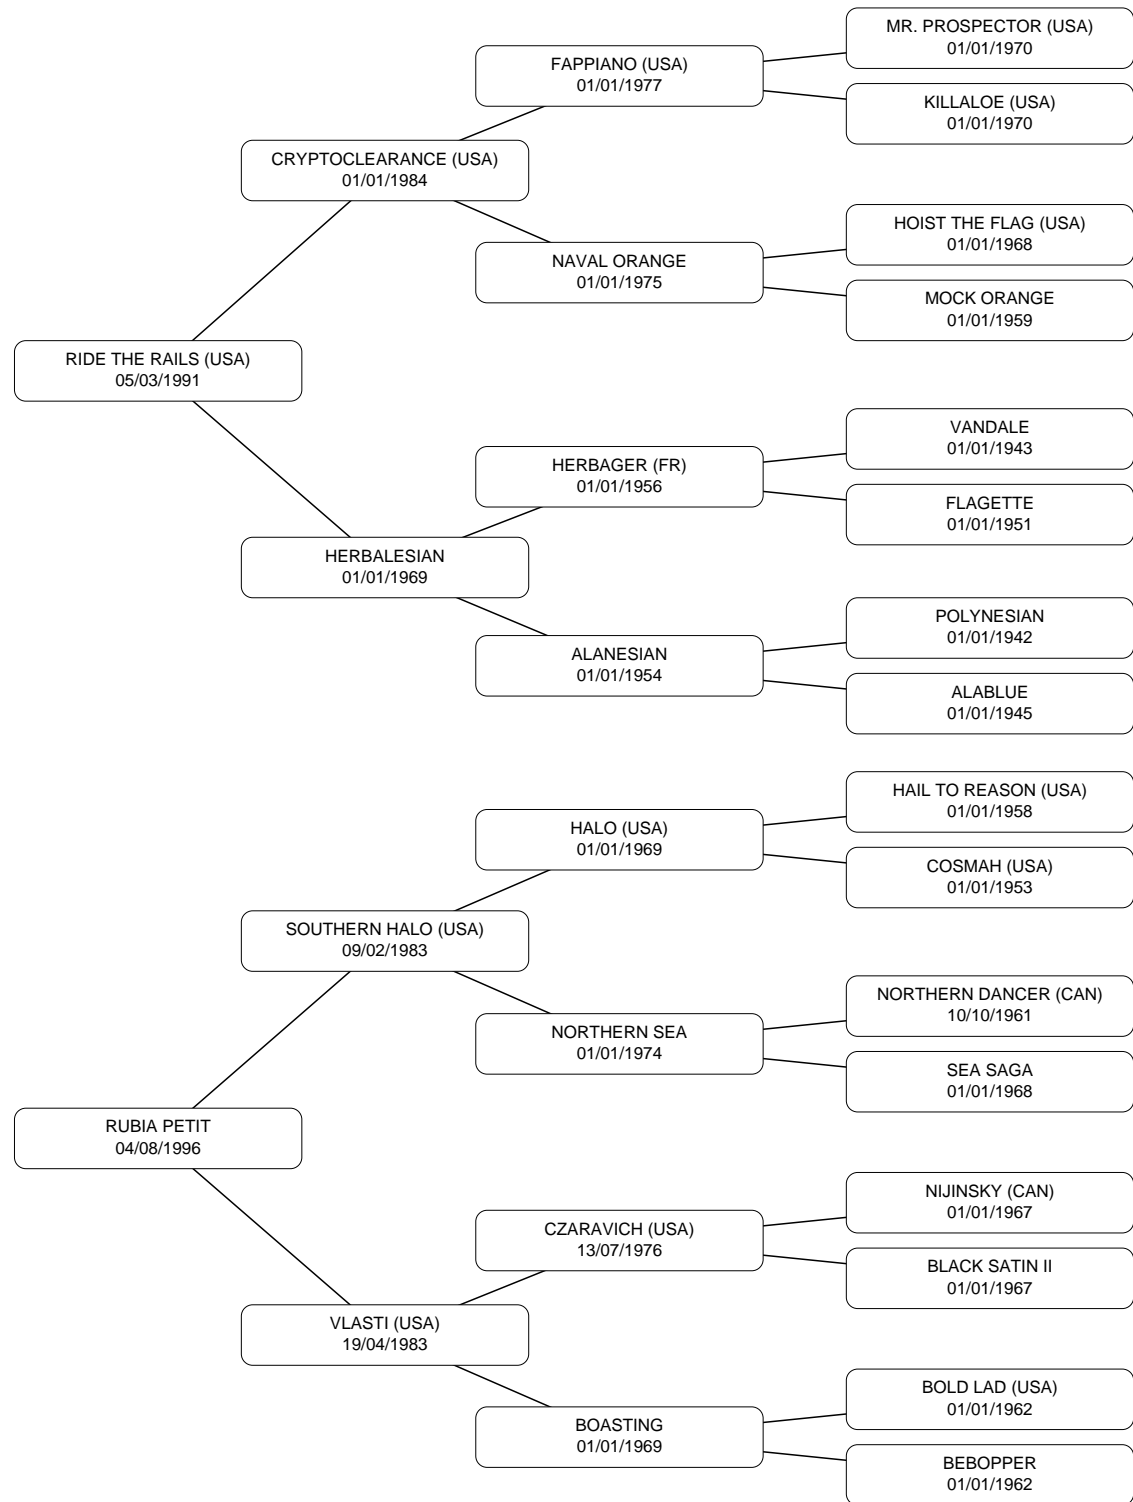 MR. PROSPECTOR (USA)
01/01/1970
FAPPIANO (USA)
01/01/1977
KILLALOE (USA)
01/01/1970
CRYPTOCLEARANCE (USA)
01/01/1984
HOIST THE FLAG (USA)
01/01/1968
NAVAL ORANGE
01/01/1975
MOCK ORANGE
01/01/1959
RIDE THE RAILS (USA)
05/03/1991
VANDALE
01/01/1943
HERBAGER (FR)
01/01/1956
FLAGETTE
01/01/1951
HERBALESIAN
01/01/1969
POLYNESIAN
01/01/1942
ALANESIAN
01/01/1954
ALABLUE
01/01/1945
HAIL TO REASON (USA)
01/01/1958
HALO (USA)
01/01/1969
COSMAH (USA)
01/01/1953
SOUTHERN HALO (USA)
09/02/1983
NORTHERN DANCER (CAN)
10/10/1961
NORTHERN SEA
01/01/1974
SEA SAGA
01/01/1968
RUBIA PETIT
04/08/1996
NIJINSKY (CAN)
01/01/1967
CZARAVICH (USA)
13/07/1976
BLACK SATIN II
01/01/1967
VLASTI (USA)
19/04/1983
BOLD LAD (USA)
01/01/1962
BOASTING
01/01/1969
BEBOPPER
01/01/1962